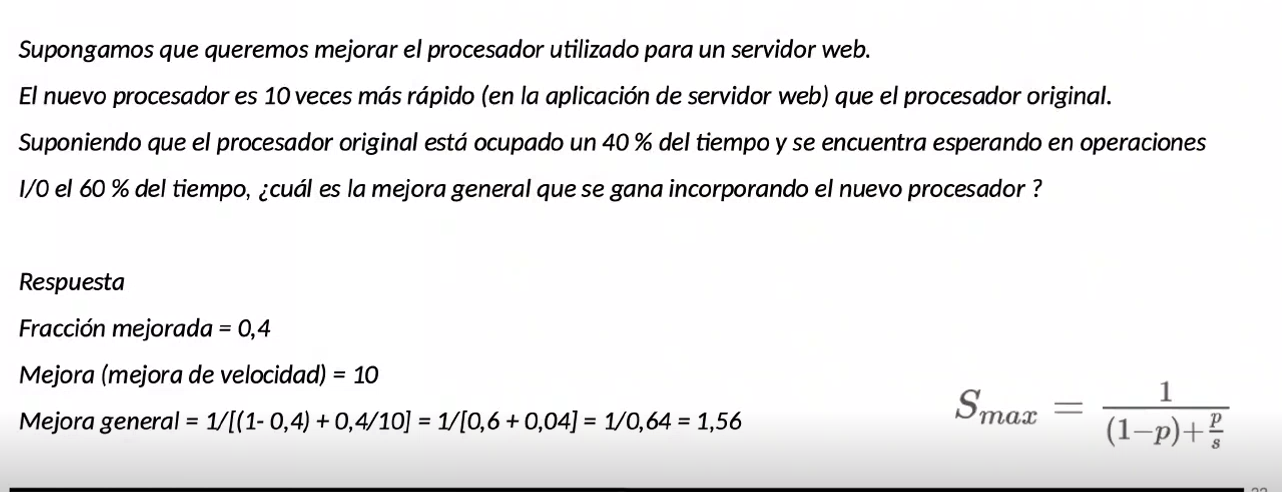 Supongamos que queremos mejorar el procesador utilizado para un servidor web.
El nuevo procesador es 10 veces más rápido (en la aplicación de servidor web) que el procesador original.
Suponiendo que el procesador original está ocupado un 40 % del tiempo y se encuentra esperando en operaciones
I/0 el 60 % del tiempo, ¿cuál es la mejora general que se gana incorporando el nuevo procesador ?
Respuesta
Fracción mejorada = 0,4
Mejora (mejora de velocidad) = 10
Mejora general = 1/[(1- 0,4) + 0,4/10] = 1/[0,6 + 0,04] = 1/0,64 = 1,56
S_max = 1 / ((1−p)+p/s)